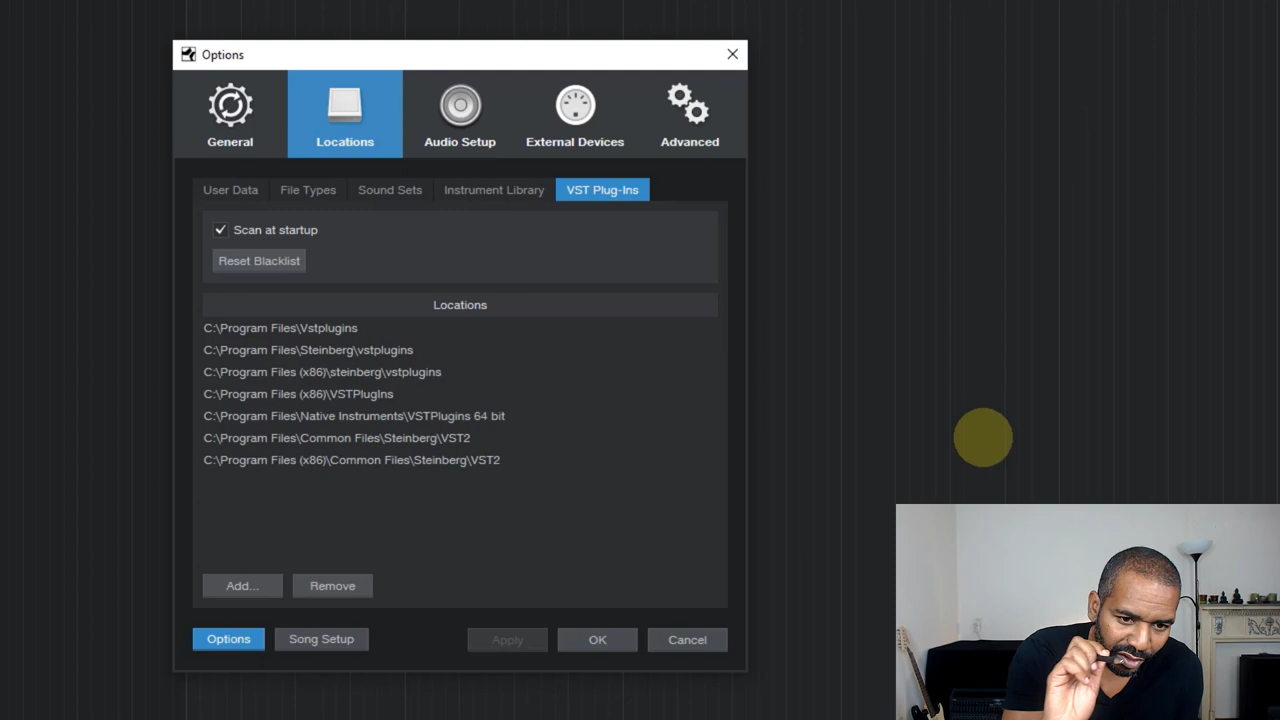 Options
General
Locations
Audio Setup
External Devices
Advanced
User Data
File Types
Sound Sets
Instrument Library
VST Plug-Ins
Scan at startup
Reset Blacklist
Locations
C:\Program Files\Vstplugins
C:\Program Files\Steinberg\vstplugins
C:\Program Files (x86)\steinberg\vstplugins
C:\Program Files (x86)\VSTPlugIns
C:\Program Files\Native Instruments\VSTPlugins 64 bit
C:\Program Files\Common Files\Steinberg\VST2
C:\Program Files (x86)\Common Files\Steinberg\VST2
Add...
Remove
Options
Song Setup
Apply
OK
Cancel